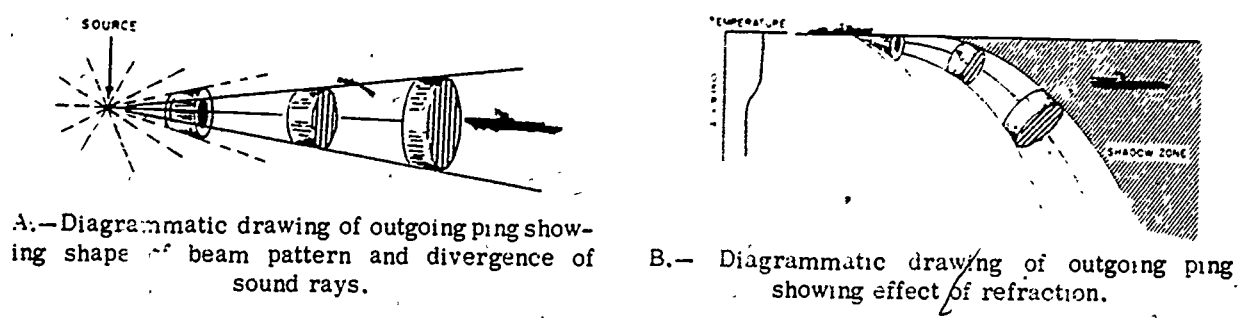 SOURCE
A.—Diagrammatic drawing of outgoing ping show-
ing shape of beam pattern and divergence of
sound rays.
TEMPERATURE
SHADOW ZONE
B.— Diagrammatic drawing of outgoing ping
showing effect of refraction.